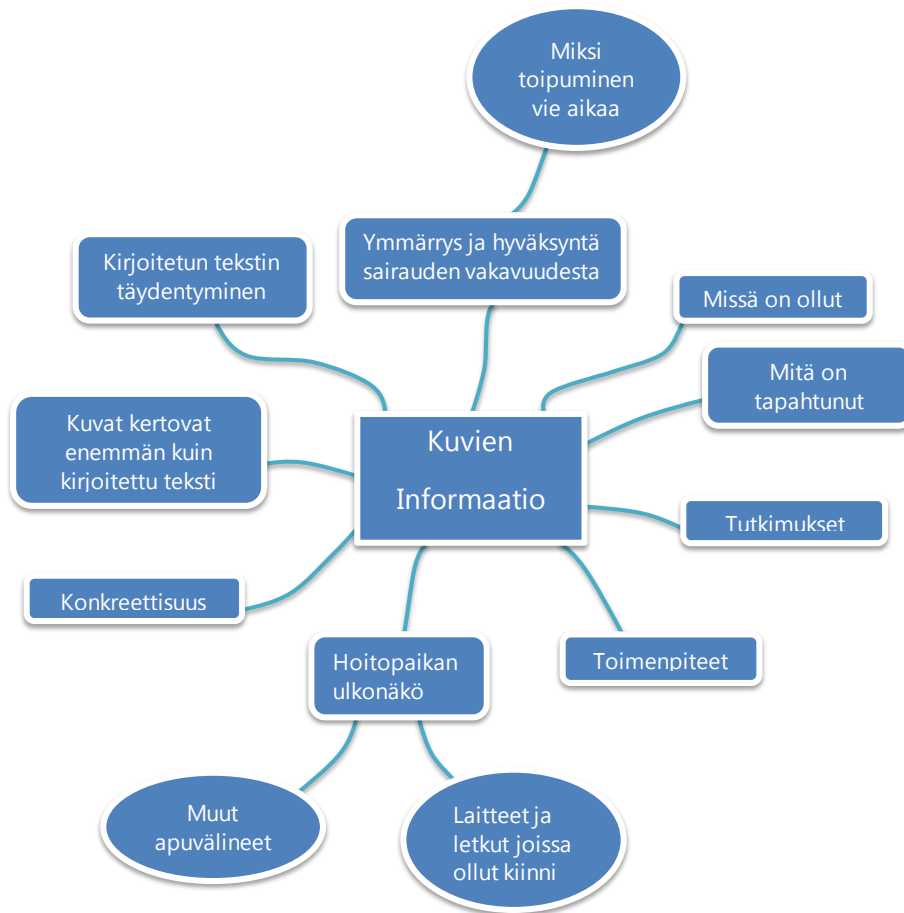 Miksi
toipuminen
vie aikaa
Ymmärrys ja hyväksyntä
sairauden vakavuudesta
Kirjoitetun tekstin
täydentyminen
Missä on ollut
Mitä on
tapahtunut
Kuvat kertovat
enemmän kuin
kirjoitettu teksti
Kuvien
Informaatio
Tutkimukset
Konkreettisuus
Hoitopaikan
ulkonäkö
Toimenpiteet
Muut
apuvälineet
Laitteet ja
letkut joissa
ollut kiinni